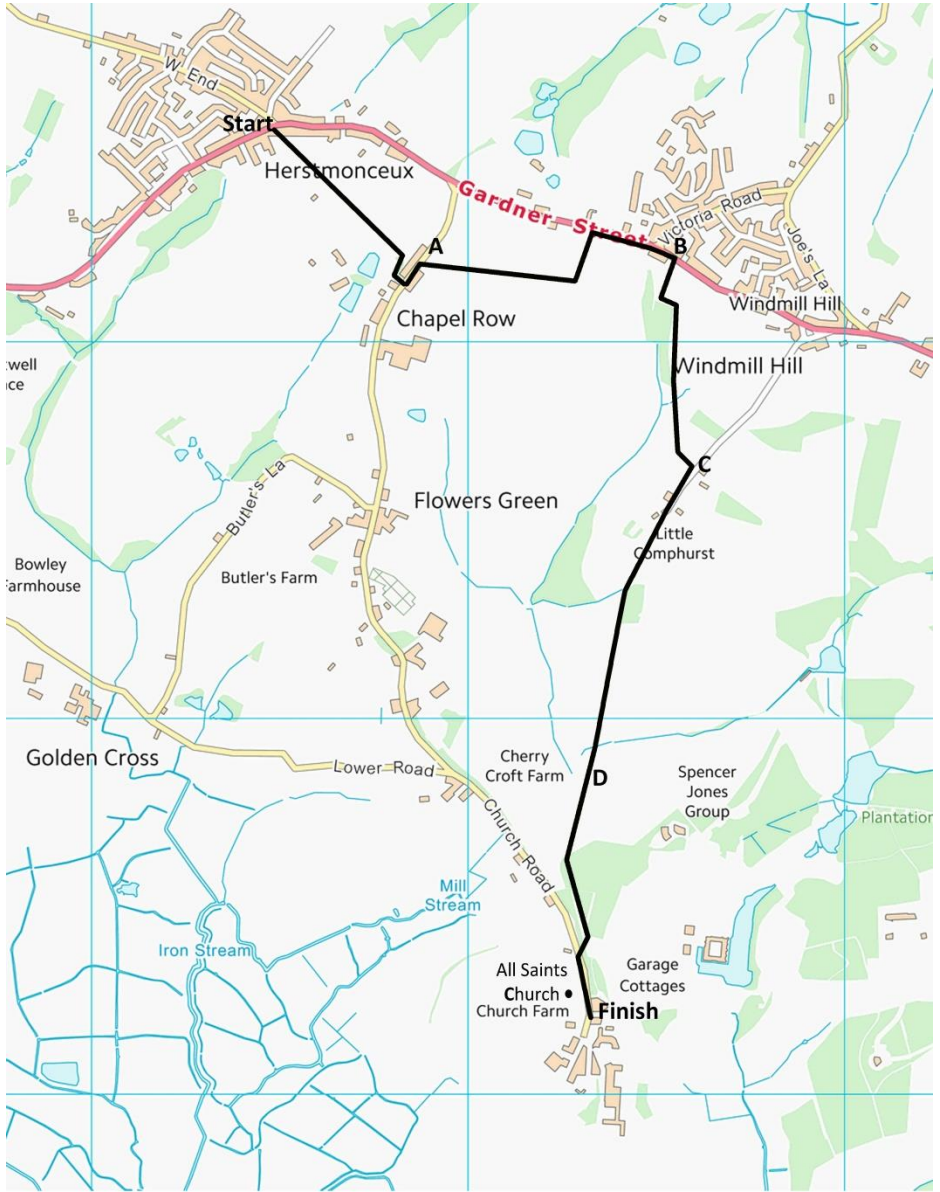 W End
Start
Herstmonceux
Gardner Street
Victoria Road
Joe's La
A
B
Windmill Hill
Chapel Row
Windmill Hill
C
Butler's La
Flowers Green
Little
Comphurst
Bowley
Farmhouse
Butler's Farm
Golden Cross
Lower Road
Cherry
Croft Farm
D
Spencer
Jones
Group
Plantation
Church Road
Mill
Stream
Iron Stream
All Saints
Church
Church Farm
Garage
Cottages
Finish